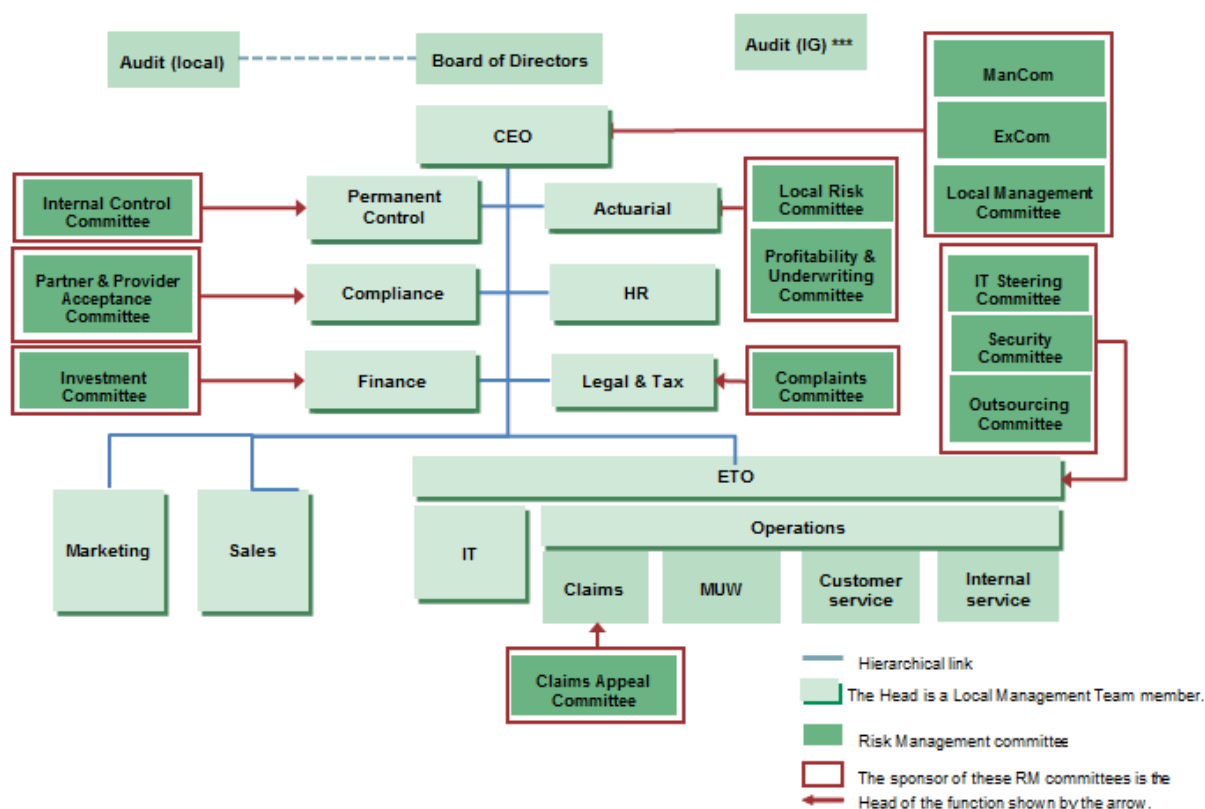 Audit (local)
Board of Directors
Audit (IG) ***
ManCom
ExCom
Local Management
Committee
CEO
Internal Control
Committee
Permanent
Control
Actuarial
Local Risk
Committee
Profitability &
Underwriting
Committee
Partner & Provider
Acceptance
Committee
Compliance
HR
IT Steering
Committee
Security
Committee
Outsourcing
Committee
Investment
Committee
Finance
Legal & Tax
Complaints
Committee
ETO
Marketing
Sales
IT
Operations
Claims
MUW
Customer
service
Internal
service
Claims Appeal
Committee
Hierarchical link
The Head is a Local Management Team member.
Risk Management committee
The sponsor of these RM committees is the
Head of the function shown by the arrow.